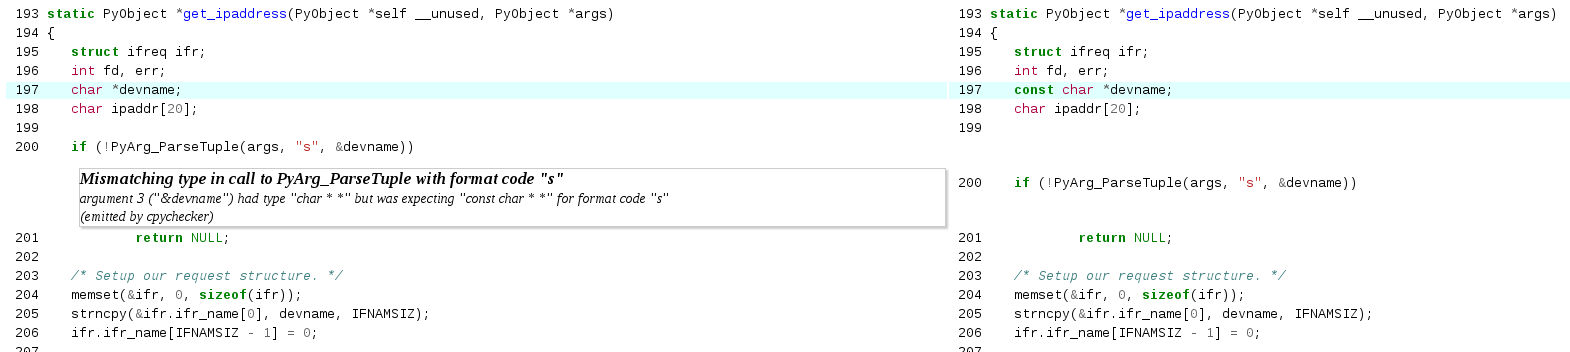 193 static PyObject *get_ipaddress(PyObject *self __unused, PyObject *args)
194 {
195    struct ifreq ifr;
196    int fd, err;
197    char *devname;
198    char ipaddr[20];
199
200    if (!PyArg_ParseTuple(args, "s", &devname))
Mismatching type in call to PyArg_ParseTuple with format code "s"
argument 3 ("&devname") had type "char * *" but was expecting "const char * *" for format code "s"
(emitted by cpychecker)
201            return NULL;
202
203    /* Setup our request structure. */
204    memset(&ifr, 0, sizeof(ifr));
205    strncpy(&ifr.ifr_name[0], devname, IFNAMSIZ);
206    ifr.ifr_name[IFNAMSIZ - 1] = 0;
207
193 static PyObject *get_ipaddress(PyObject *self __unused, PyObject *args)
194 {
195    struct ifreq ifr;
196    int fd, err;
197    const char *devname;
198    char ipaddr[20];
199
200    if (!PyArg_ParseTuple(args, "s", &devname))
201            return NULL;
202
203    /* Setup our request structure. */
204    memset(&ifr, 0, sizeof(ifr));
205    strncpy(&ifr.ifr_name[0], devname, IFNAMSIZ);
206    ifr.ifr_name[IFNAMSIZ - 1] = 0;
207